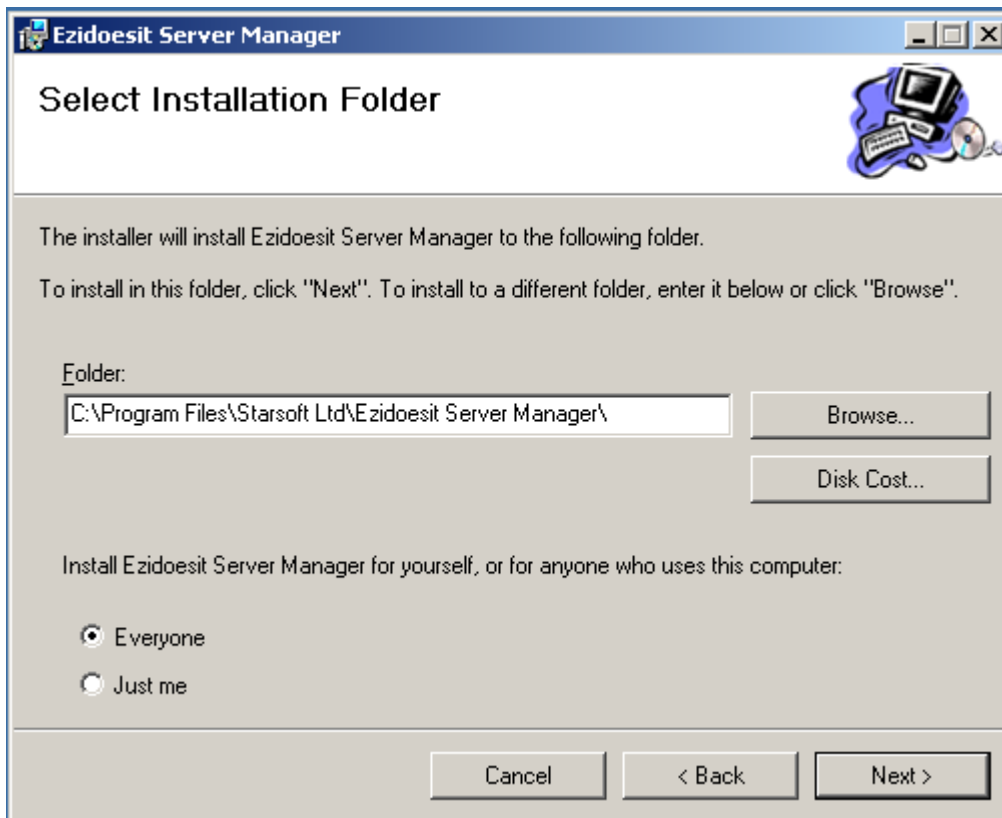 Ezidoesit Server Manager
Select Installation Folder
The installer will install Ezidoesit Server Manager to the following folder.
To install in this folder, click "Next". To install to a different folder, enter it below or click "Browse".
Folder:
C:\Program Files\Starsoft Ltd\Ezidoesit Server Manager\
Browse...
Disk Cost...
Install Ezidoesit Server Manager for yourself, or for anyone who uses this computer:
Everyone
Just me
Cancel
< Back
Next >